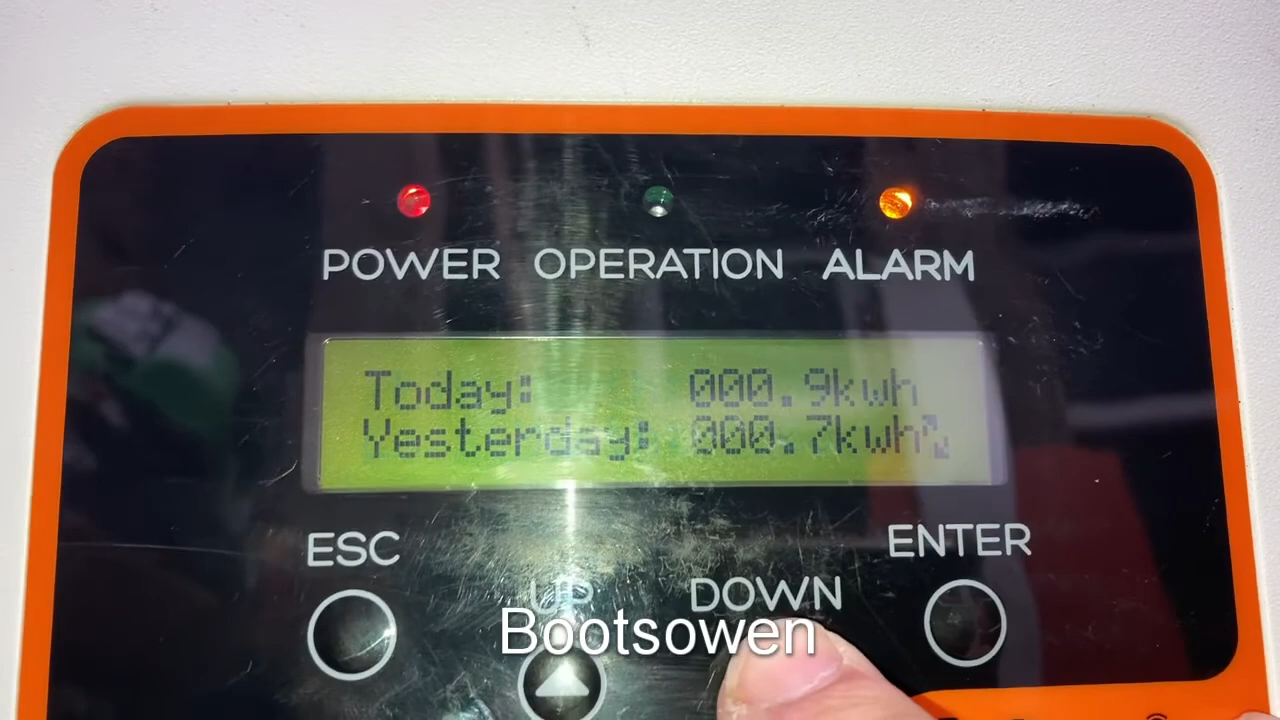 POWER OPERATION ALARM
Today: 000.9kwh
Yesterday: 000.7kwh
ESC
ENTER
UP
DOWN
Bootsowen